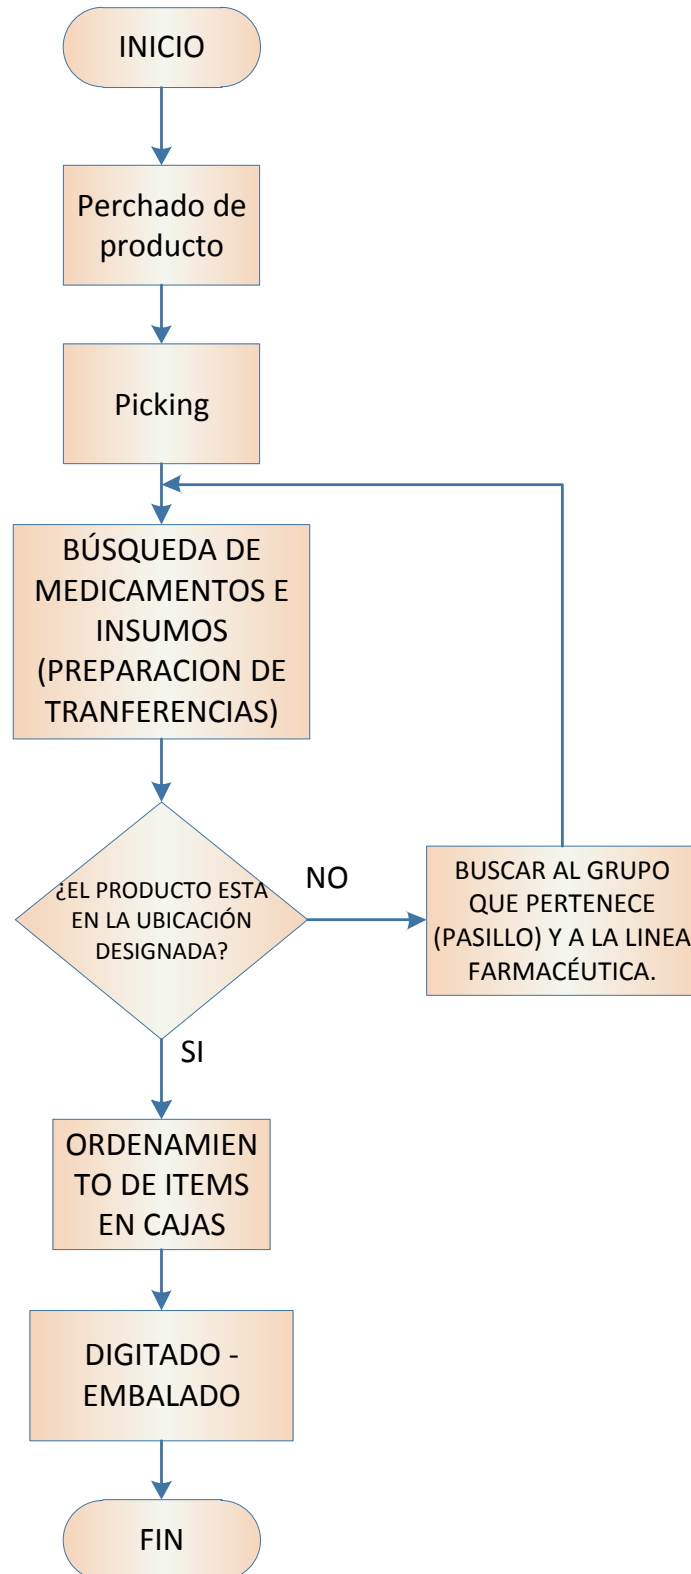 INICIO
Perchado de
producto
Picking
BÚSQUEDA DE
MEDICAMENTOS E
INSUMOS
(PREPARACION DE
TRANFERENCIAS)
¿EL PRODUCTO ESTA
EN LA UBICACIÓN
DESIGNADA?
NO
BUSCAR AL GRUPO
QUE PERTENECE
(PASILLO) Y A LA LINEA
FARMACÉUTICA.
SI
ORDENAMIEN
TO DE ITEMS
EN CAJAS
DIGITADO -
EMBALADO
FIN